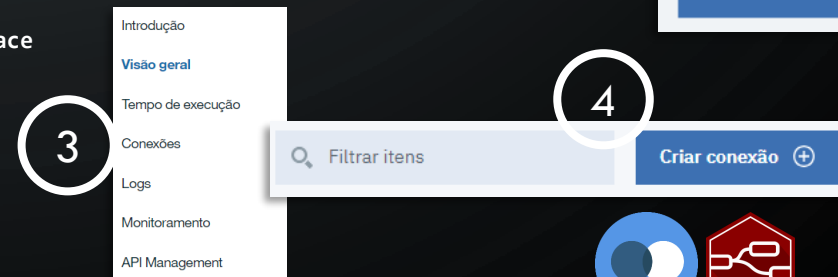 ace
Introdução
Visão geral
Tempo de execução
3
Conexões
Logs
Monitoramento
API Management
4
Filtrar itens
Criar conexão